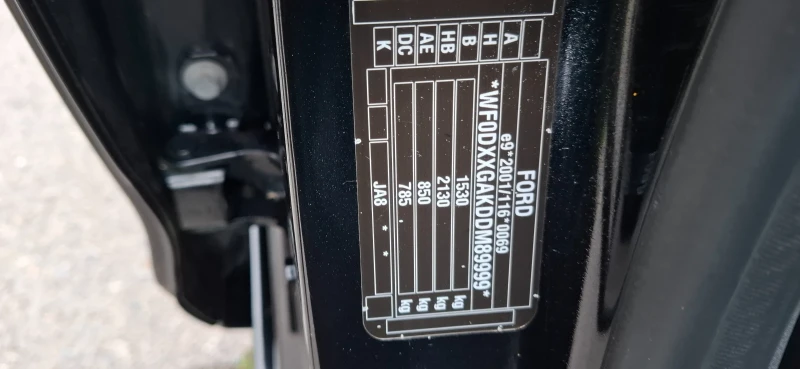 FORD
e9*2001/116*0069
*WF0DXXGAKDDM89999*
1530 kg
2130 kg
850 kg
785 kg
JA8 * *
A
H
B
HB
AE
DC
K